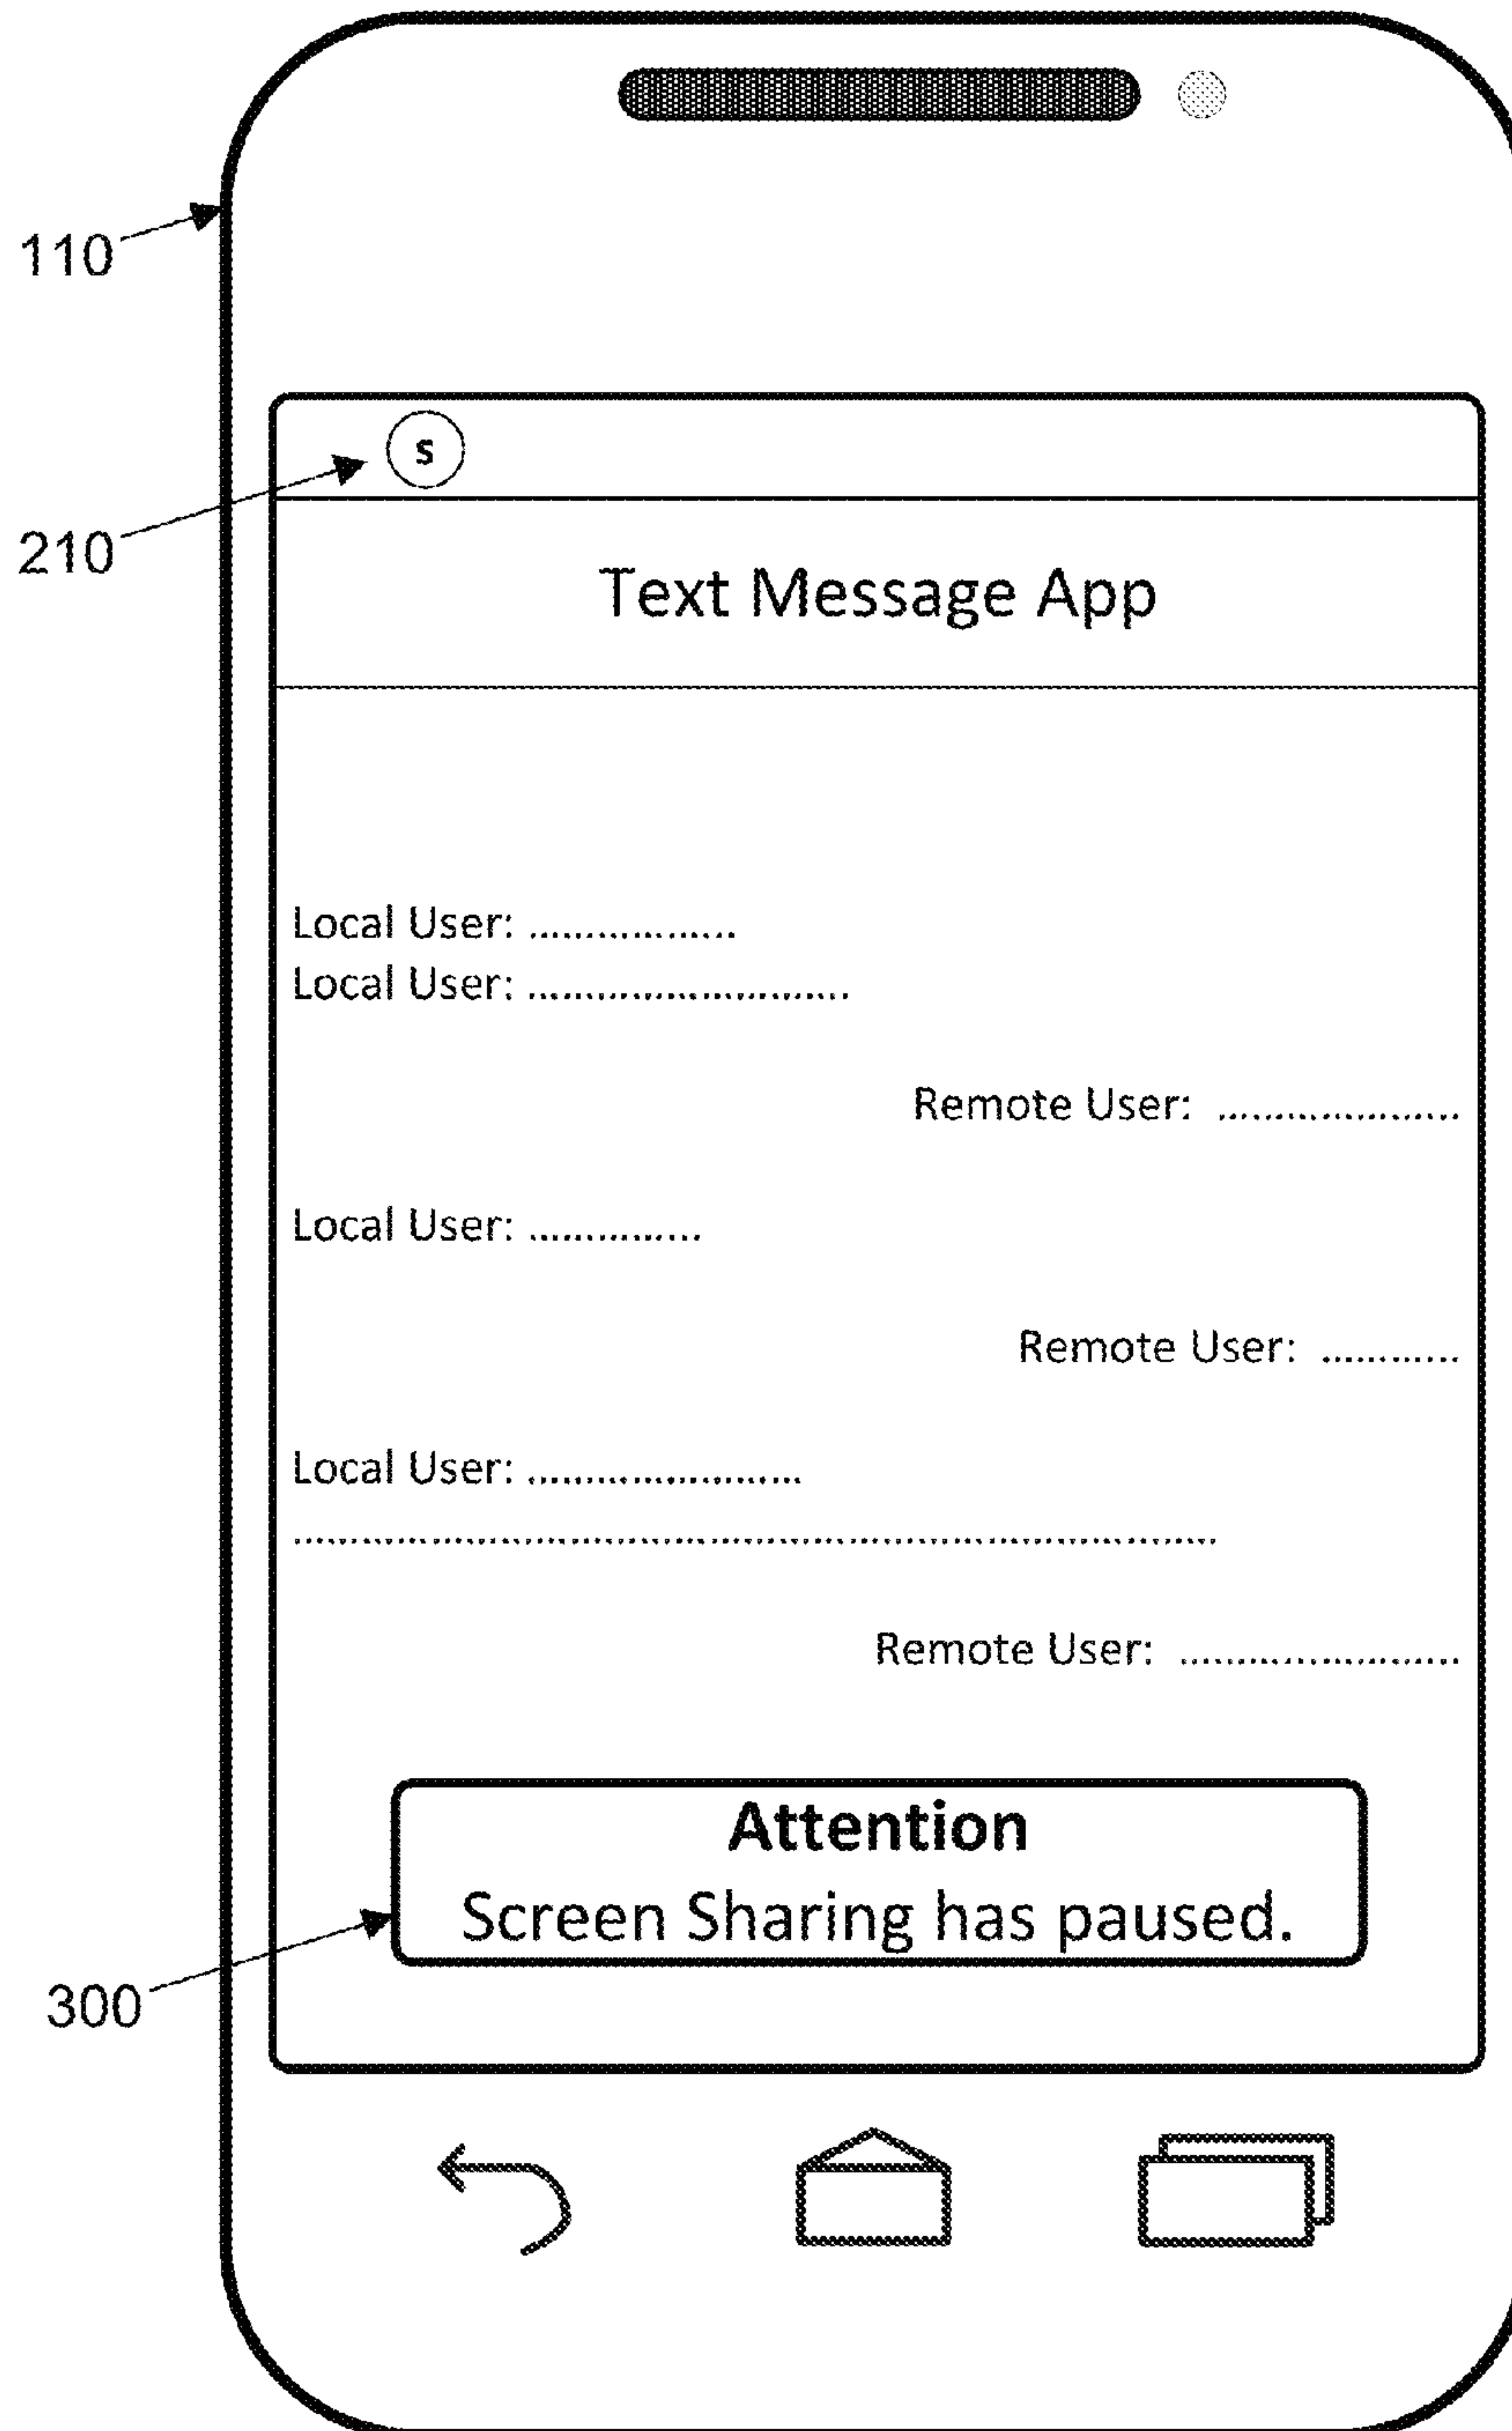 110
s
210
Text Message App
Local User: ..................
Local User: ............................
Remote User: .....................
Local User: ...............
Remote User: ............
Local User: ........................
.................................................................................
Remote User: .........................
Attention
Screen Sharing has paused.
300